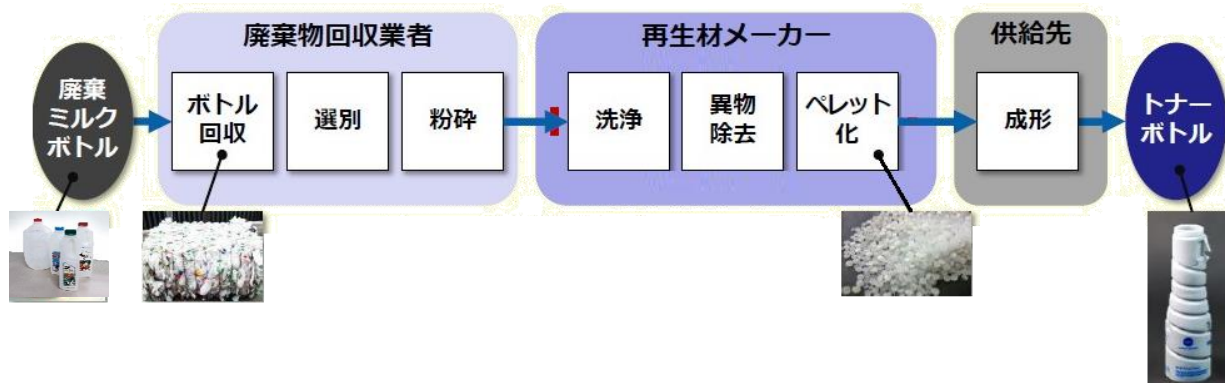 廃棄物回収業者
再生材メーカー
供給先
廃棄
ミルク
ボトル
ボトル
回収
選別
粉砕
洗浄
異物
除去
ペレット
化
成形
トナー
ボトル